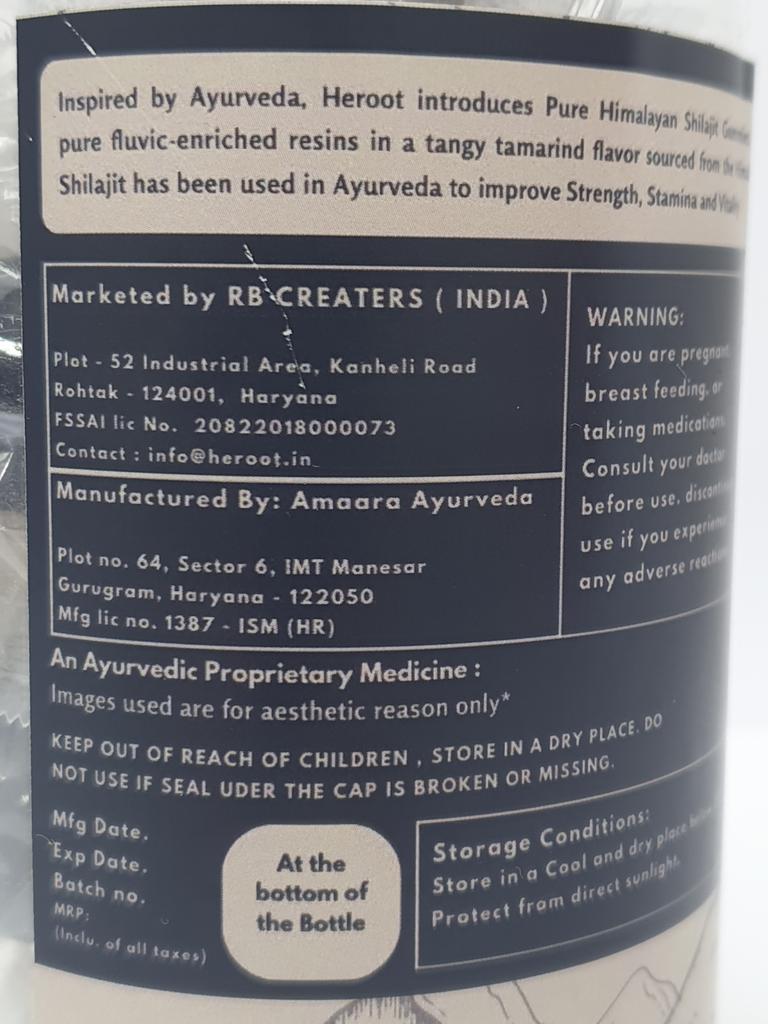 Inspired by Ayurveda, Heroot introduces Pure Himalayan Shilajit
pure fluvic-enriched resins in a tangy tamarind flavor sourced from the
Shilajit has been used in Ayurveda to improve Strength, Stamina and
Marketed by RB CREATERS ( INDIA )
Plot - 52 Industrial Area, Kanheli Road
Rohtak - 124001, Haryana
FSSAI lic No. 20822018000073
Contact : info@heroot.in
Manufactured By: Amaara Ayurveda
Plot no. 64, Sector 6, IMT Manesar
Gurugram, Haryana - 122050
Mfg lic no. 1387 - ISM (HR)
WARNING:
If you are pregnant
breast feeding, or
taking medications
Consult your doctor
before use, discontinue
use if you experience
any adverse reaction
An Ayurvedic Proprietary Medicine :
Images used are for aesthetic reason only*
KEEP OUT OF REACH OF CHILDREN , STORE IN A DRY PLACE. DO
NOT USE IF SEAL UDER THE CAP IS BROKEN OR MISSING.
Mfg Date.
Exp Date.
Batch no.
MRP:
(Inclu. of all taxes)
At the
bottom of
the Bottle
Storage Conditions:
Store in a Cool and dry place
Protect from direct sunlight.